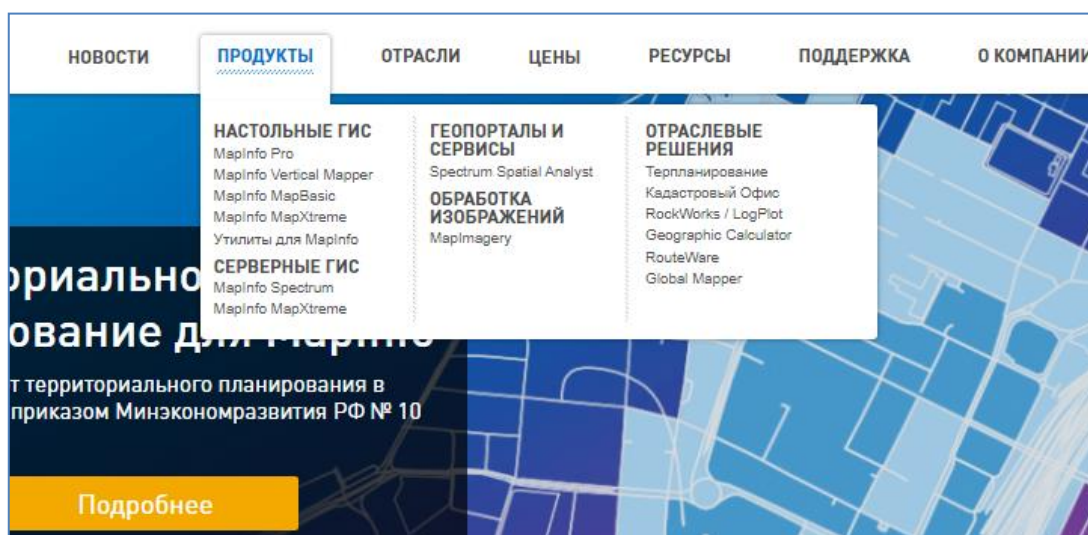 НОВОСТИ ПРОДУКТЫ ОТРАСЛИ ЦЕНЫ РЕСУРСЫ ПОДДЕРЖКА О КОМПАНИИ
НАСТОЛЬНЫЕ ГИС
MapInfo Pro
MapInfo Vertical Mapper
MapInfo MapBasic
MapInfo MapXtreme
Утилиты для MapInfo
СЕРВЕРНЫЕ ГИС
MapInfo Spectrum
MapInfo MapXtreme
ГЕОПОРТАЛЫ И
СЕРВИСЫ
Spectrum Spatial Analyst
ОБРАБОТКА
ИЗОБРАЖЕНИЙ
MapImagery
ОТРАСЛЕВЫЕ
РЕШЕНИЯ
Терпланирование
Кадастровый Офис
RockWorks / LogPlot
Geographic Calculator
RouteWare
Global Mapper
ориально
ование для MapInfo
т территориального планирования в
приказом Минэкономразвития РФ № 10
Подробнее